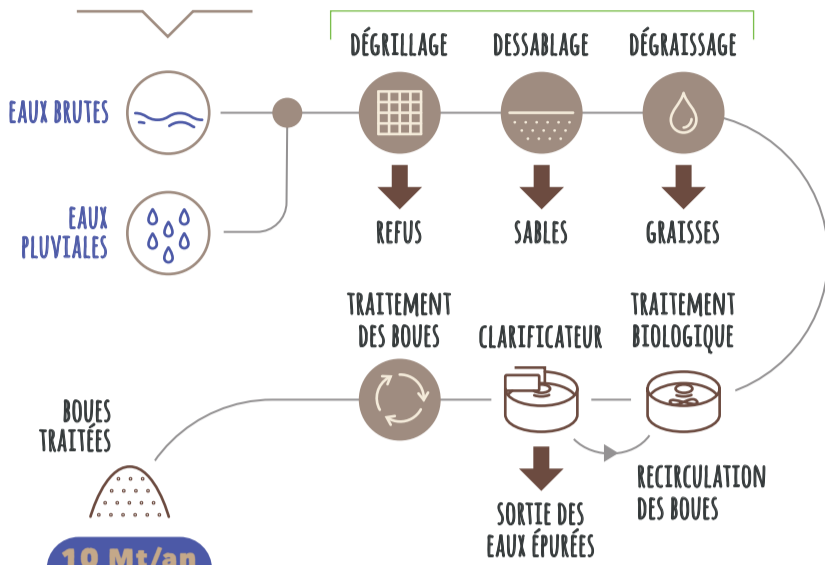 DÉGRILLAGE
DESSABLAGE
DÉGRAISSAGE
EAUX BRUTES
EAUX
PLUVIALES
REFUS
SABLES
GRAISSES
TRAITEMENT
DES BOUES
CLARIFICATEUR
TRAITEMENT
BIOLOGIQUE
BOUES
TRAITÉES
RECIRCULATION
DES BOUES
SORTIE DES
EAUX ÉPURÉES
10 Mt/an